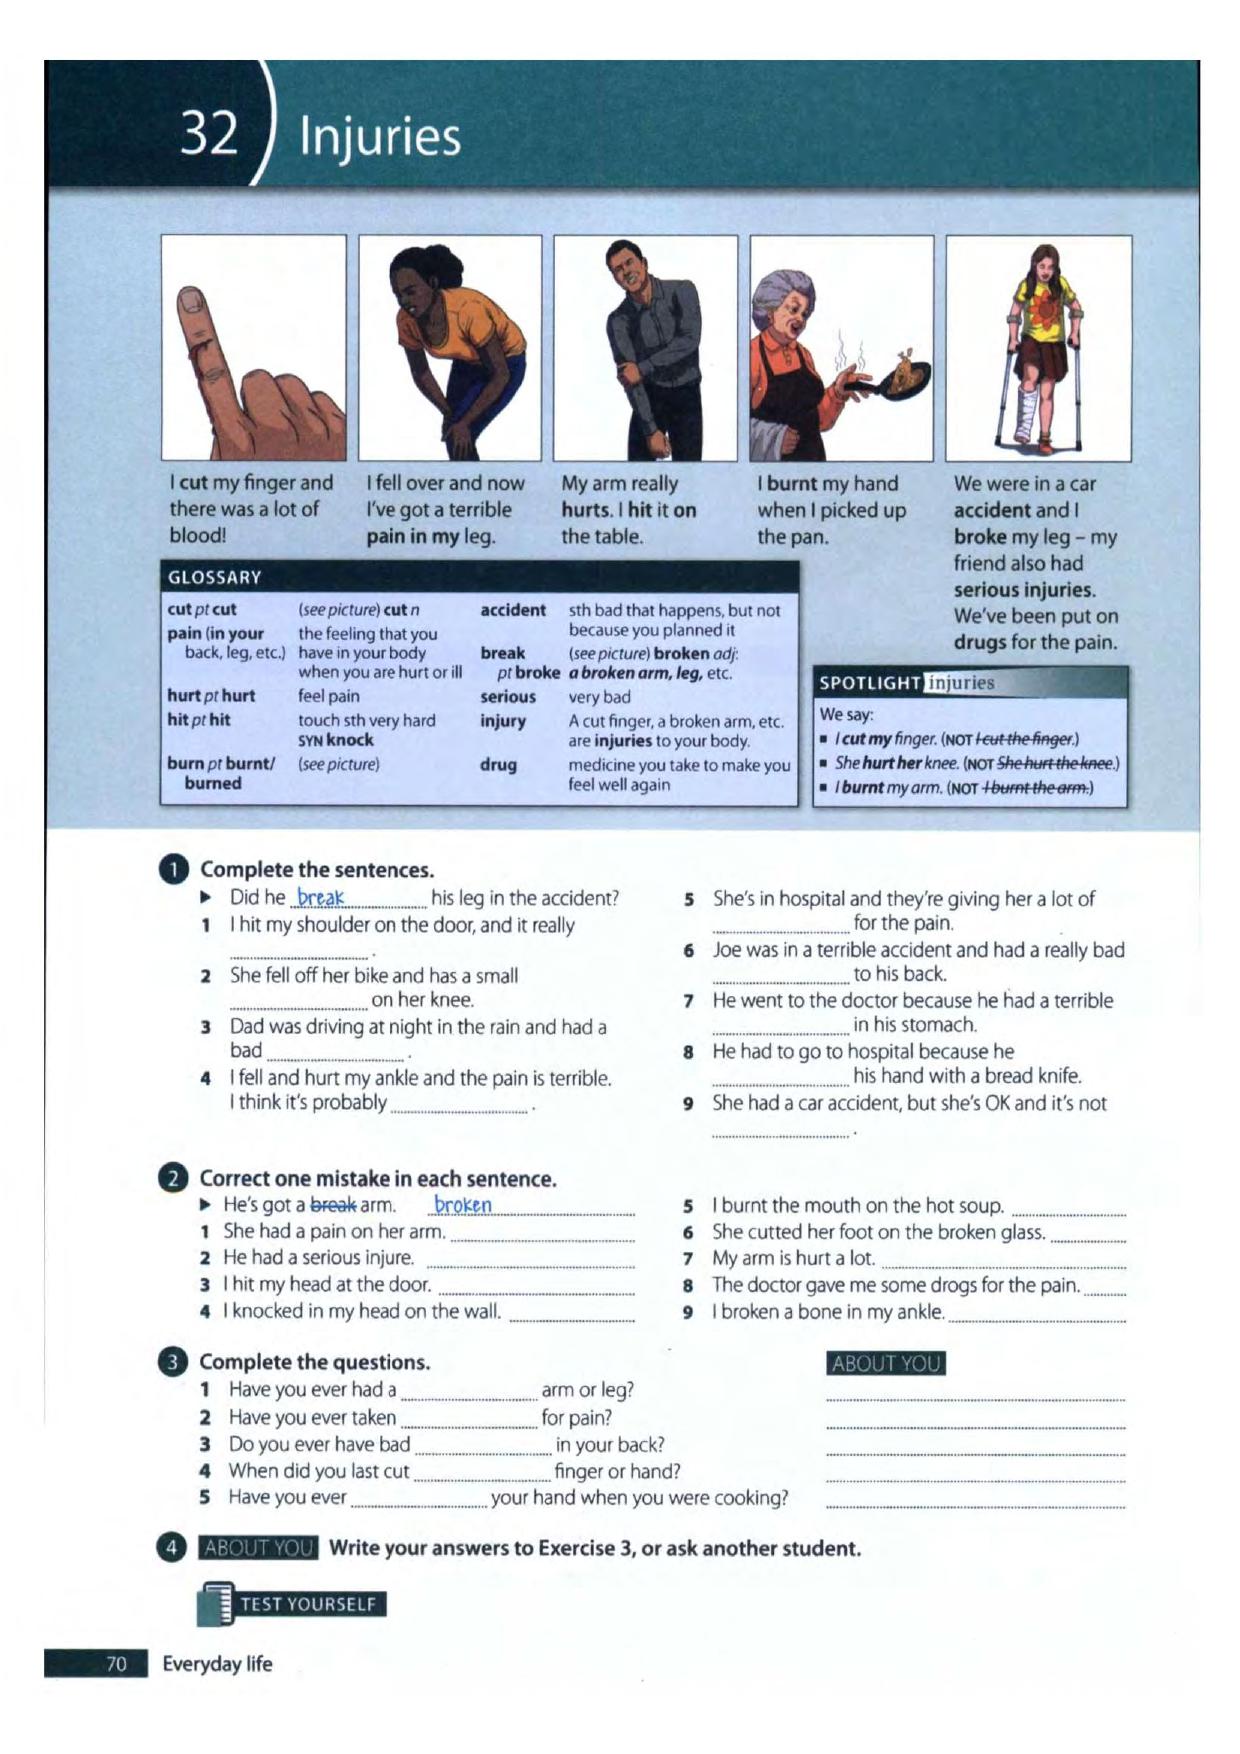 32
Injuries
I cut my finger and
there was a lot of
blood!
I fell over and now
I've got a terrible
pain in my leg.
My arm really
hurts. I hit it on
the table.
I burnt my hand
when I picked up
the pan.
We were in a car
accident and I
broke my leg – my
friend also had
serious injuries.
We've been put on
drugs for the pain.
GLOSSARY
cut pt cut (see picture) cut n
pain (in your back, leg, etc.) the feeling that you
have in your body
when you are hurt or ill
hurt pt hurt feel pain
hit pt hit touch sth very hard
SYN knock
burn pt burnt/ (see picture)
burned
accident sth bad that happens, but not
because you planned it
break (see picture) broken adj:
pt broke a broken arm, leg, etc.
serious very bad
injury A cut finger, a broken arm, etc.
are injuries to your body.
drug medicine you take to make you
feel well again
SPOTLIGHT injuries
We say:
▪ I cut my finger. (NOT I cut the finger.)
▪ She hurt her knee. (NOT She hurt the knee.)
▪ I burnt my arm. (NOT I burnt the arm.)
1 Complete the sentences.
▶ Did he break his leg in the accident?
1 I hit my shoulder on the door, and it really
.
2 She fell off her bike and has a small
on her knee.
3 Dad was driving at night in the rain and had a
bad .
4 I fell and hurt my ankle and the pain is terrible.
I think it's probably .
5 She's in hospital and they're giving her a lot of
for the pain.
6 Joe was in a terrible accident and had a really bad
to his back.
7 He went to the doctor because he had a terrible
in his stomach.
8 He had to go to hospital because he
his hand with a bread knife.
9 She had a car accident, but she's OK and it's not
.
2 Correct one mistake in each sentence.
▶ He's got a break arm. broken
1 She had a pain on her arm.
2 He had a serious injure.
3 I hit my head at the door.
4 I knocked in my head on the wall.
5 I burnt the mouth on the hot soup.
6 She cutted her foot on the broken glass.
7 My arm is hurt a lot.
8 The doctor gave me some drogs for the pain.
9 I broken a bone in my ankle.
3 Complete the questions.
ABOUT YOU
1 Have you ever had a arm or leg?
2 Have you ever taken for pain?
3 Do you ever have bad in your back?
4 When did you last cut finger or hand?
5 Have you ever your hand when you were cooking?
4 ABOUT YOU Write your answers to Exercise 3, or ask another student.
TEST YOURSELF
70 Everyday life